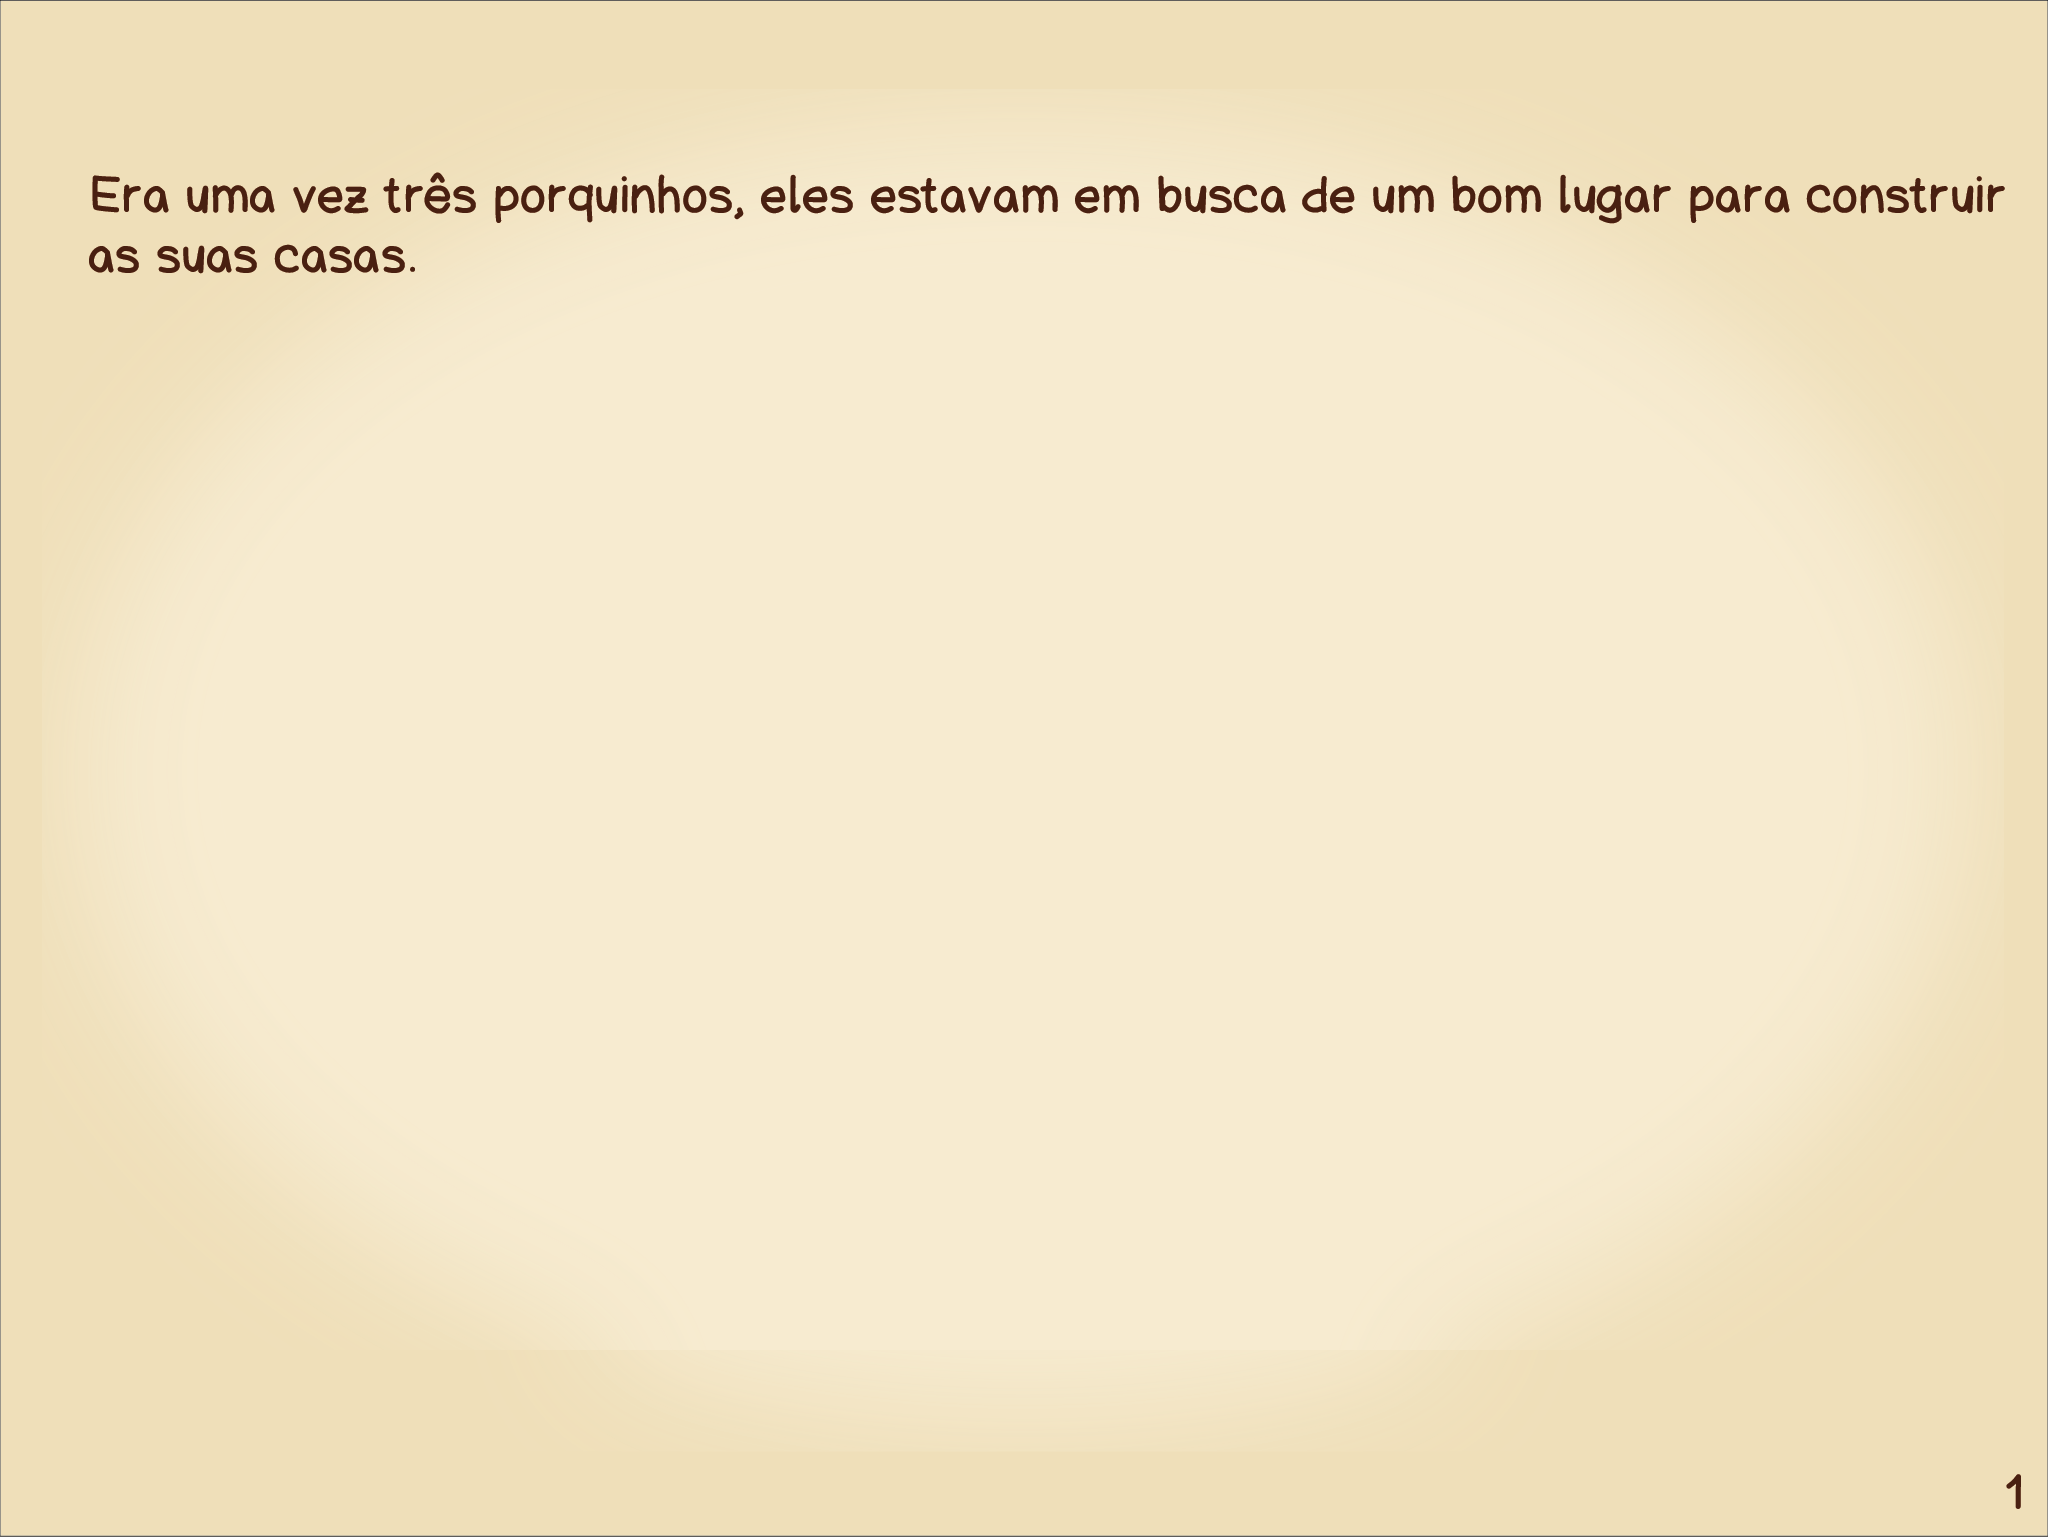 Era uma vez três porquinhos, eles estavam em busca de um bom lugar para construir
as suas casas.
1